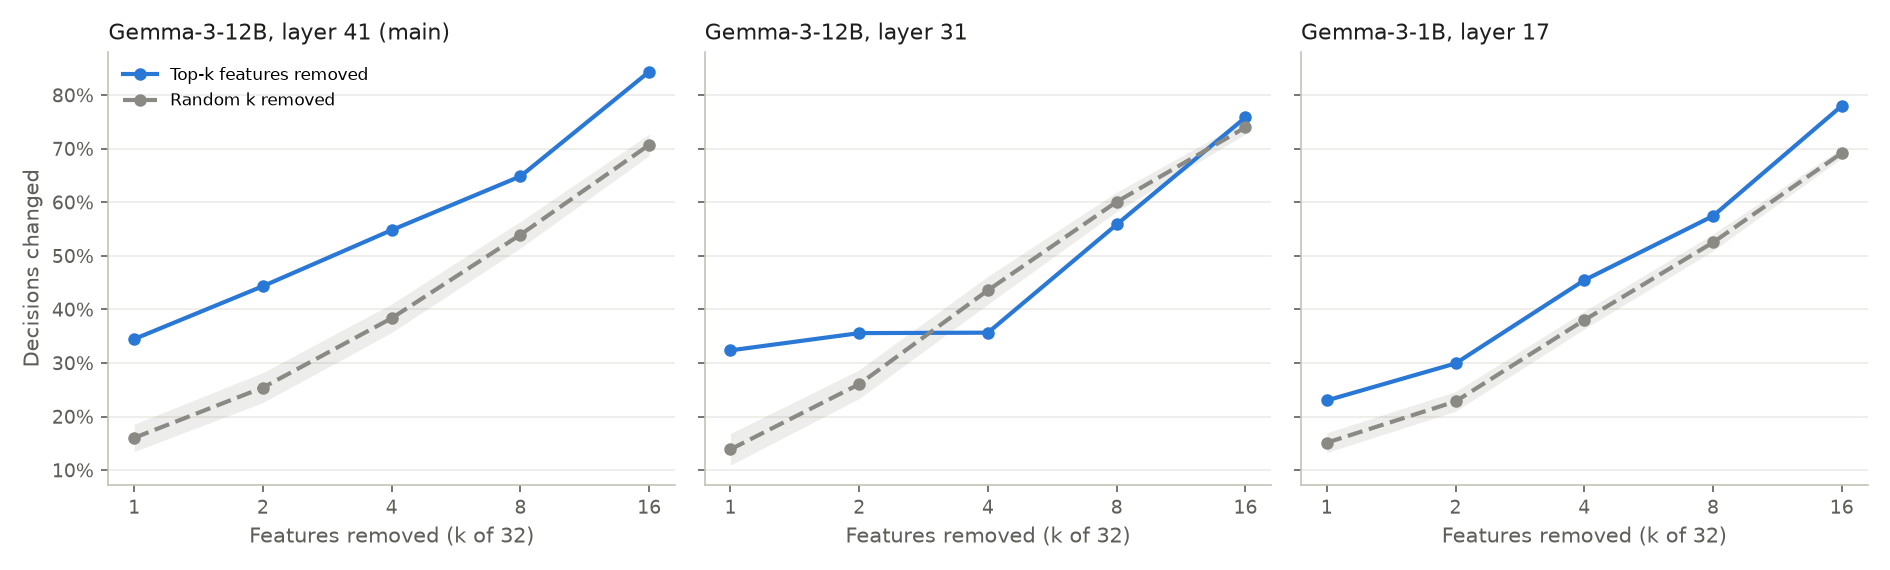 Gemma-3-12B, layer 41 (main)
Gemma-3-12B, layer 31
Gemma-3-1B, layer 17
Top-k features removed
Random k removed
Decisions changed
80%
70%
60%
50%
40%
30%
20%
10%
1 2 4 8 16
1 2 4 8 16
1 2 4 8 16
Features removed (k of 32)
Features removed (k of 32)
Features removed (k of 32)